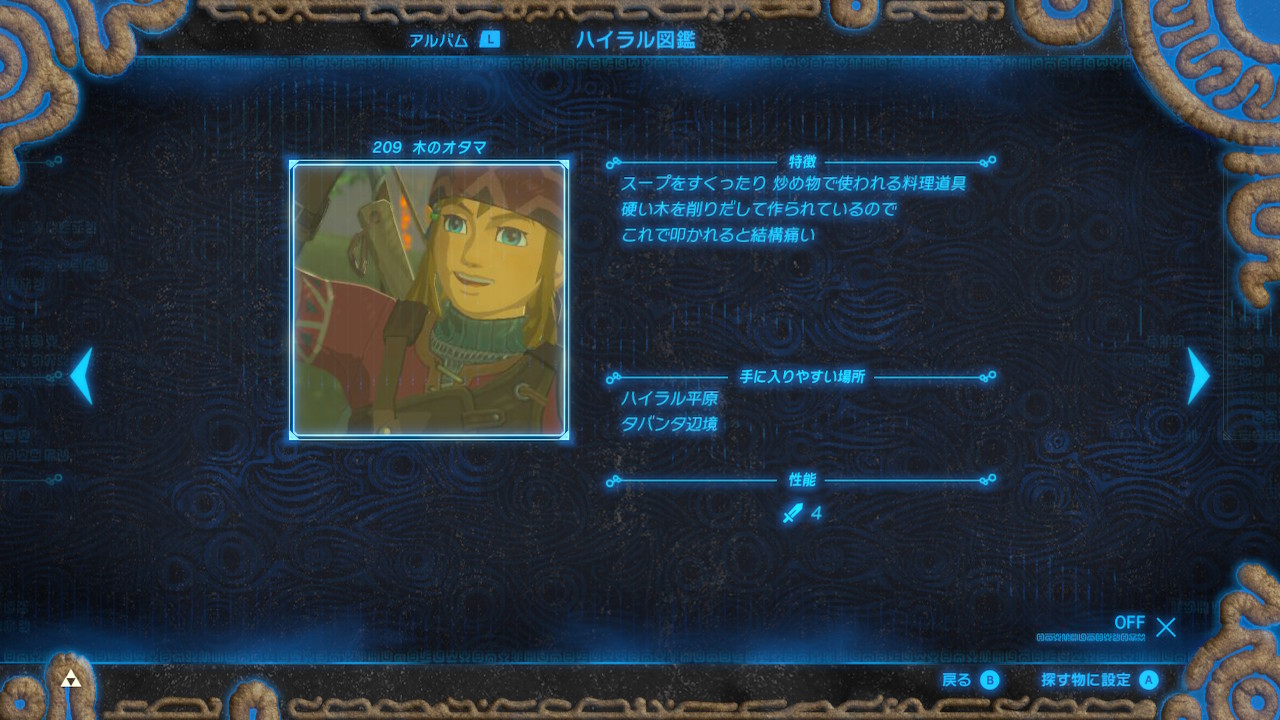 アルバム L
ハイラル図鑑
209 木のオタマ
特徴
スープをすくったり 炒め物で使われる料理道具
硬い木を削りだして作られているので
これで叩かれると結構痛い
手に入りやすい場所
ハイラル平原
タバンタ辺境
性能
4
OFF
戻る B
探す物に設定 A